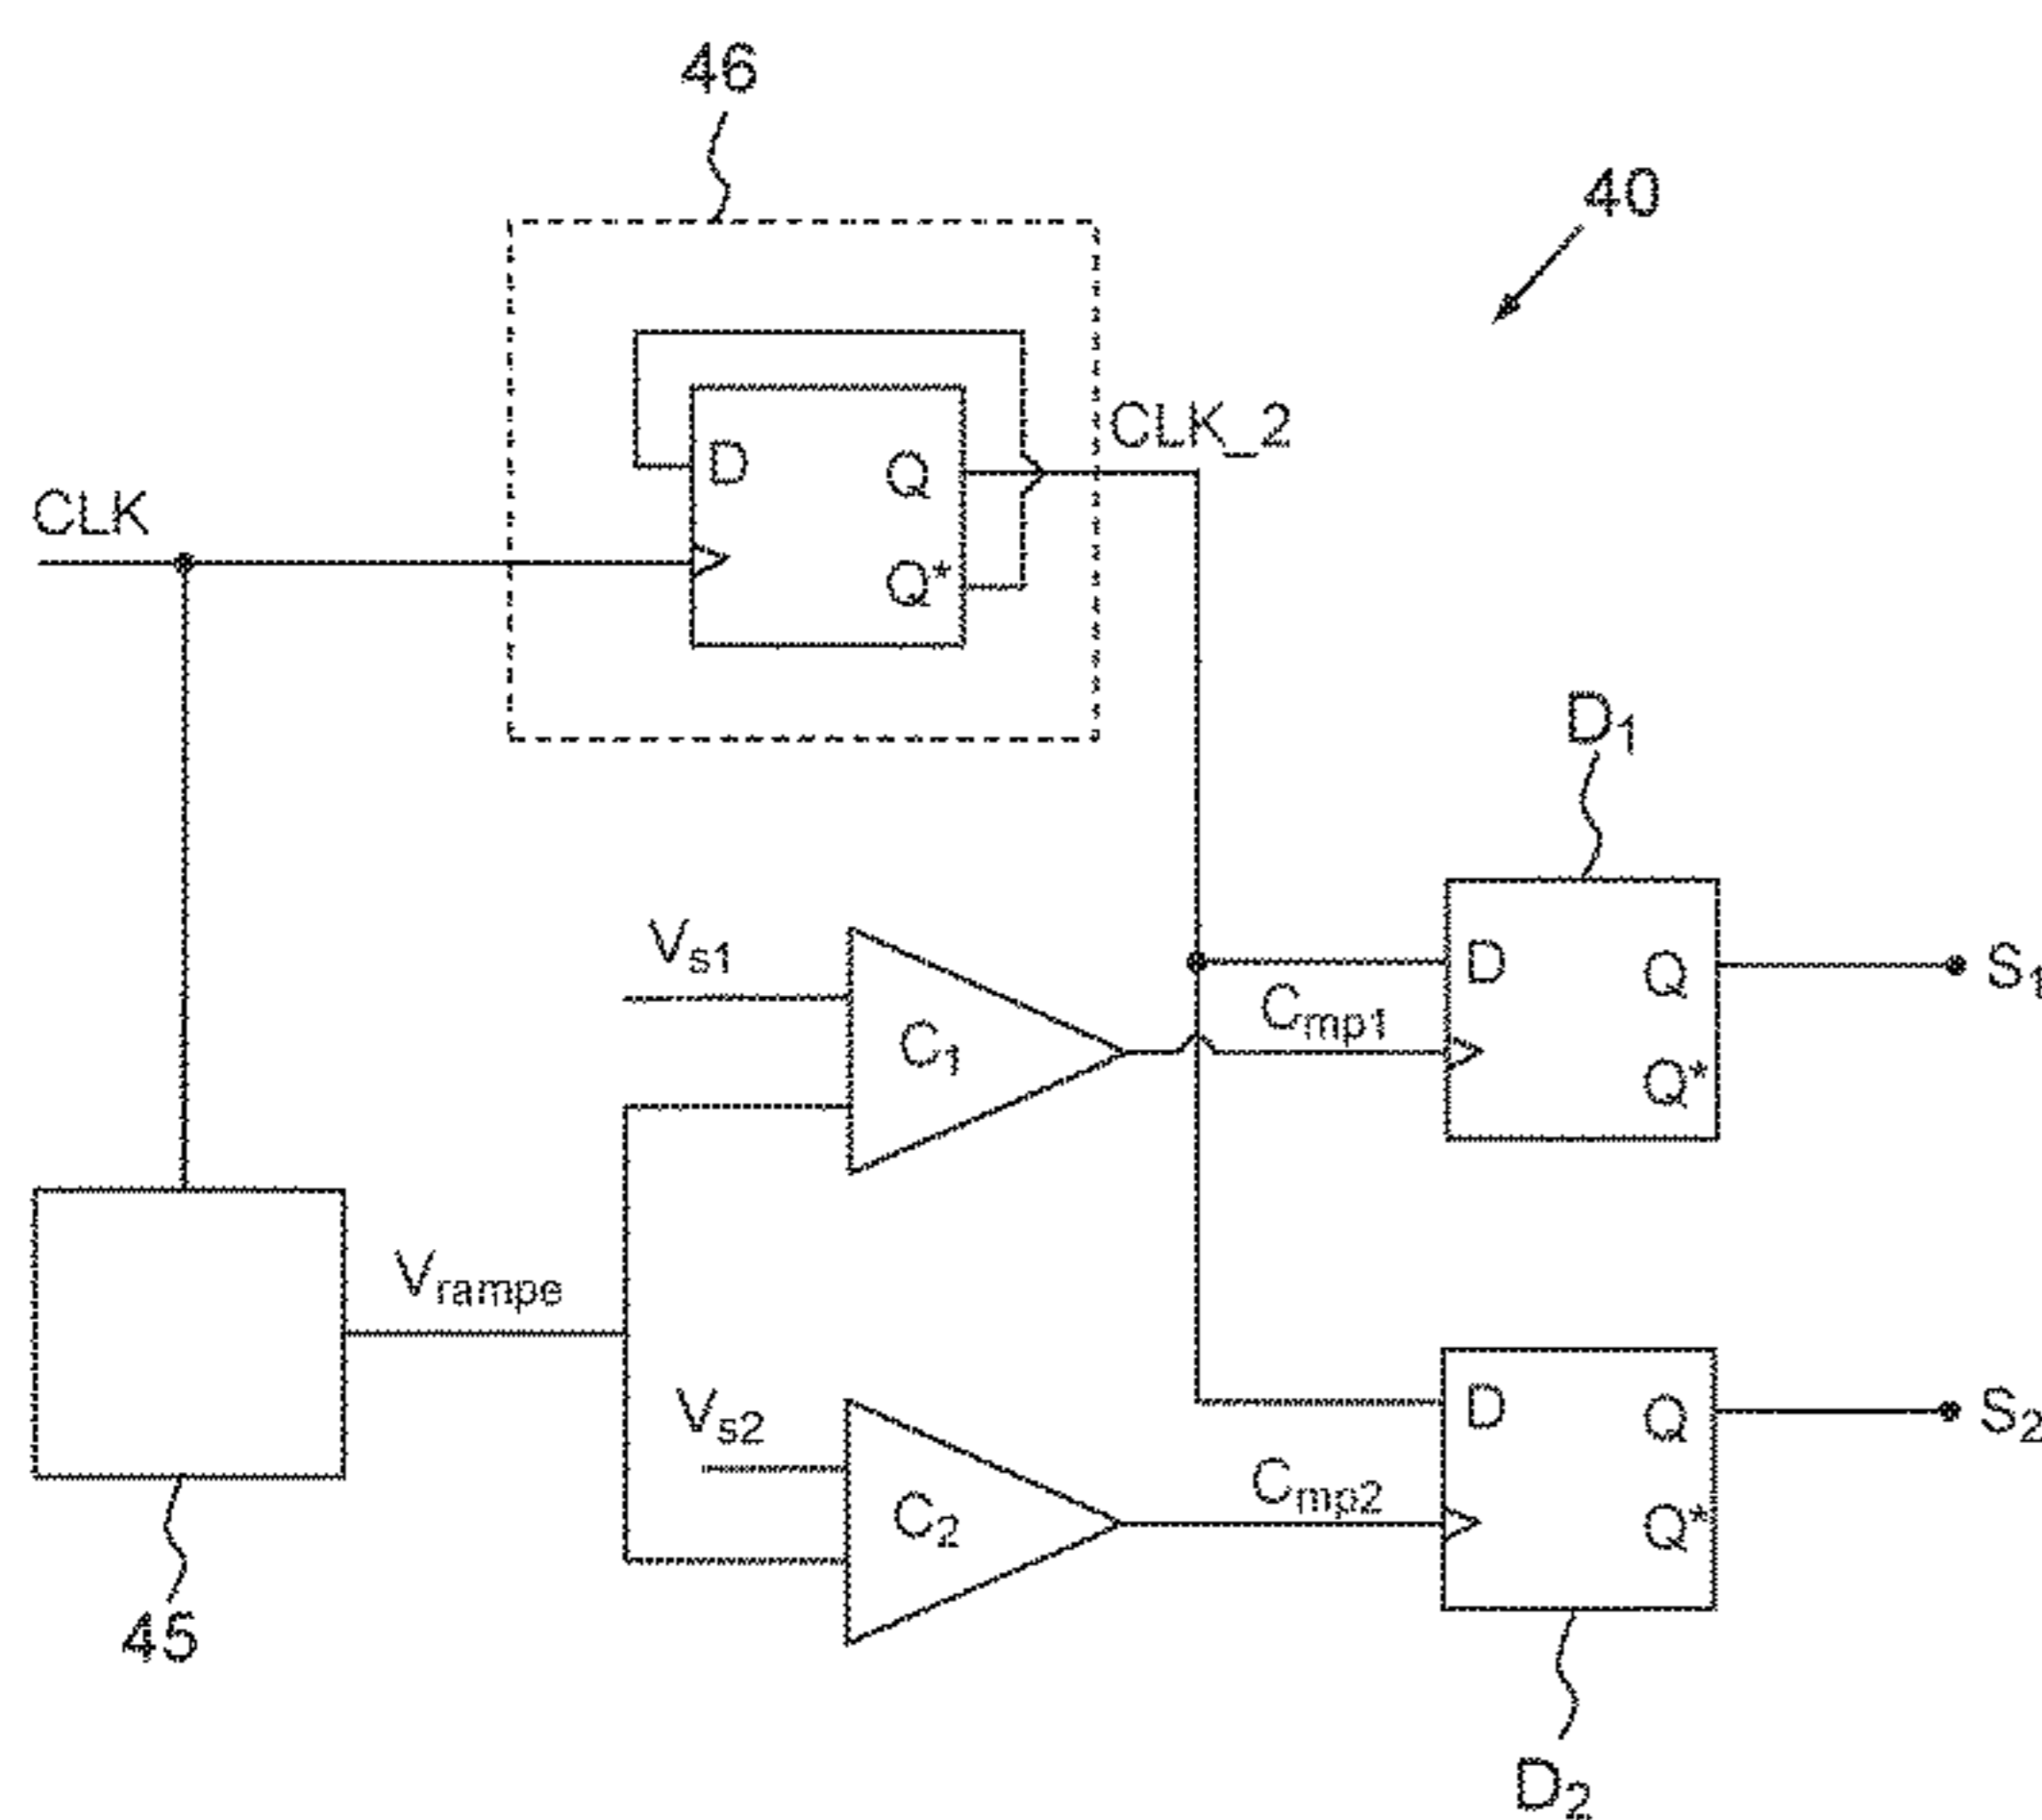 46
40
CLK_2
D Q
CLK
Q*
D1
Vs1
D Q
S1
Cmp1
C1
Q*
Vrampe
Vs2
D Q
S2
Cmp2
C2
Q*
45
D2